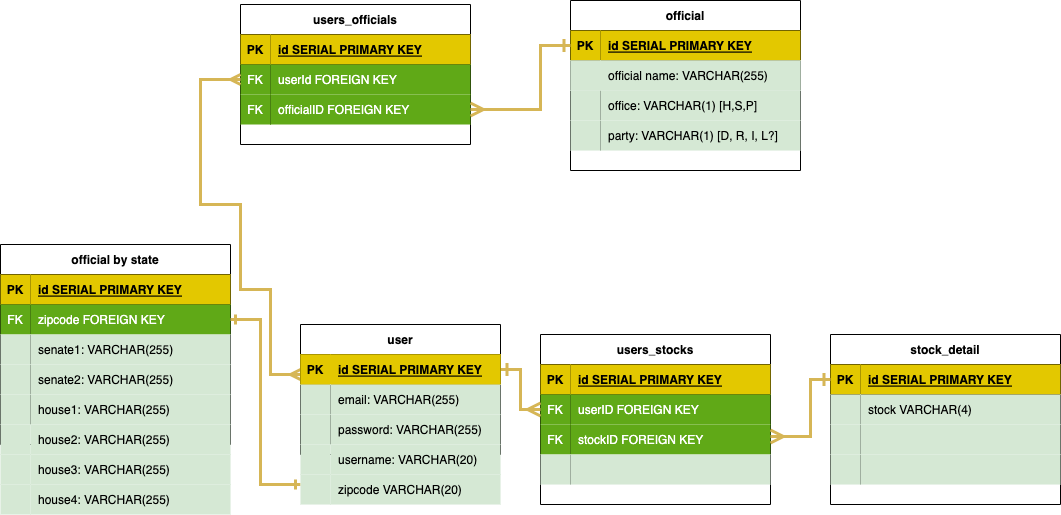 users_officials
PK id SERIAL PRIMARY KEY
FK userId FOREIGN KEY
FK officialID FOREIGN KEY
official
PK id SERIAL PRIMARY KEY
official name: VARCHAR(255)
office: VARCHAR(1) [H,S,P]
party: VARCHAR(1) [D, R, I, L?]
official by state
PK id SERIAL PRIMARY KEY
FK zipcode FOREIGN KEY
senate1: VARCHAR(255)
senate2: VARCHAR(255)
house1: VARCHAR(255)
house2: VARCHAR(255)
house3: VARCHAR(255)
house4: VARCHAR(255)
user
PK id SERIAL PRIMARY KEY
email: VARCHAR(255)
password: VARCHAR(255)
username: VARCHAR(20)
zipcode VARCHAR(20)
users_stocks
PK id SERIAL PRIMARY KEY
FK userID FOREIGN KEY
FK stockID FOREIGN KEY
stock_detail
PK id SERIAL PRIMARY KEY
stock VARCHAR(4)